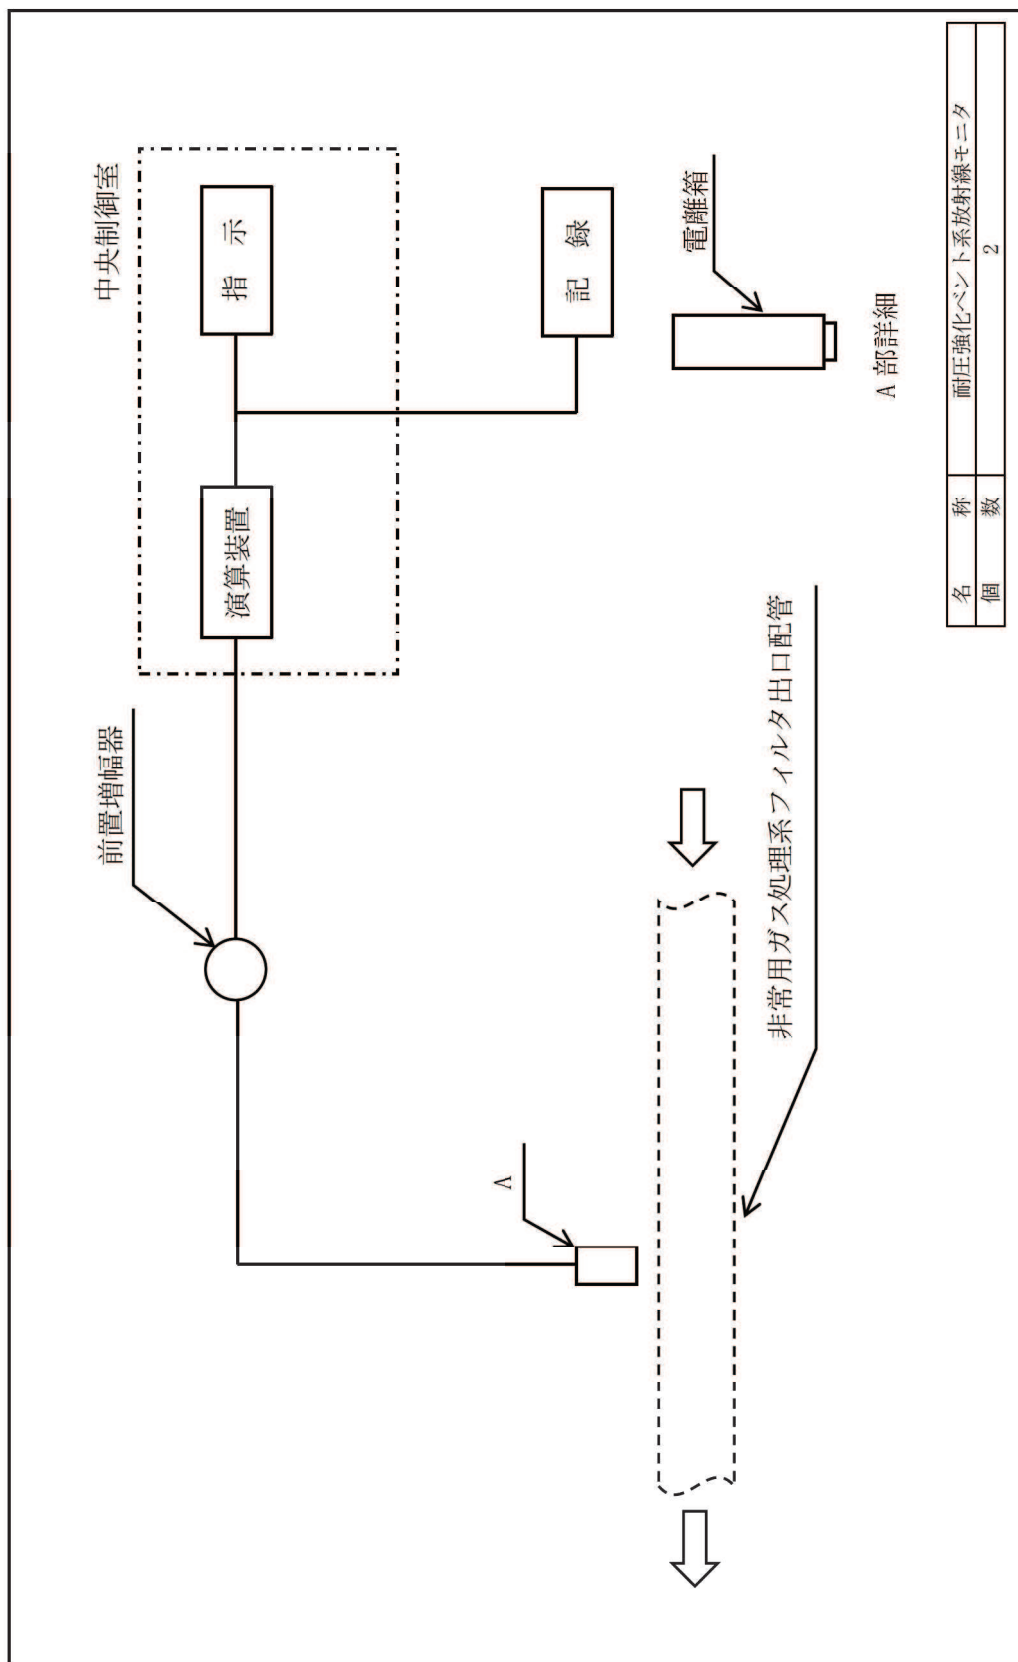 中央制御室
指 示
演算装置
前置増幅器
記 録
A
電離箱
A 部詳細
非常用ガス処理系フィルタ出口配管
名 称 耐圧強化ベント系放射線モニタ
個 数 2